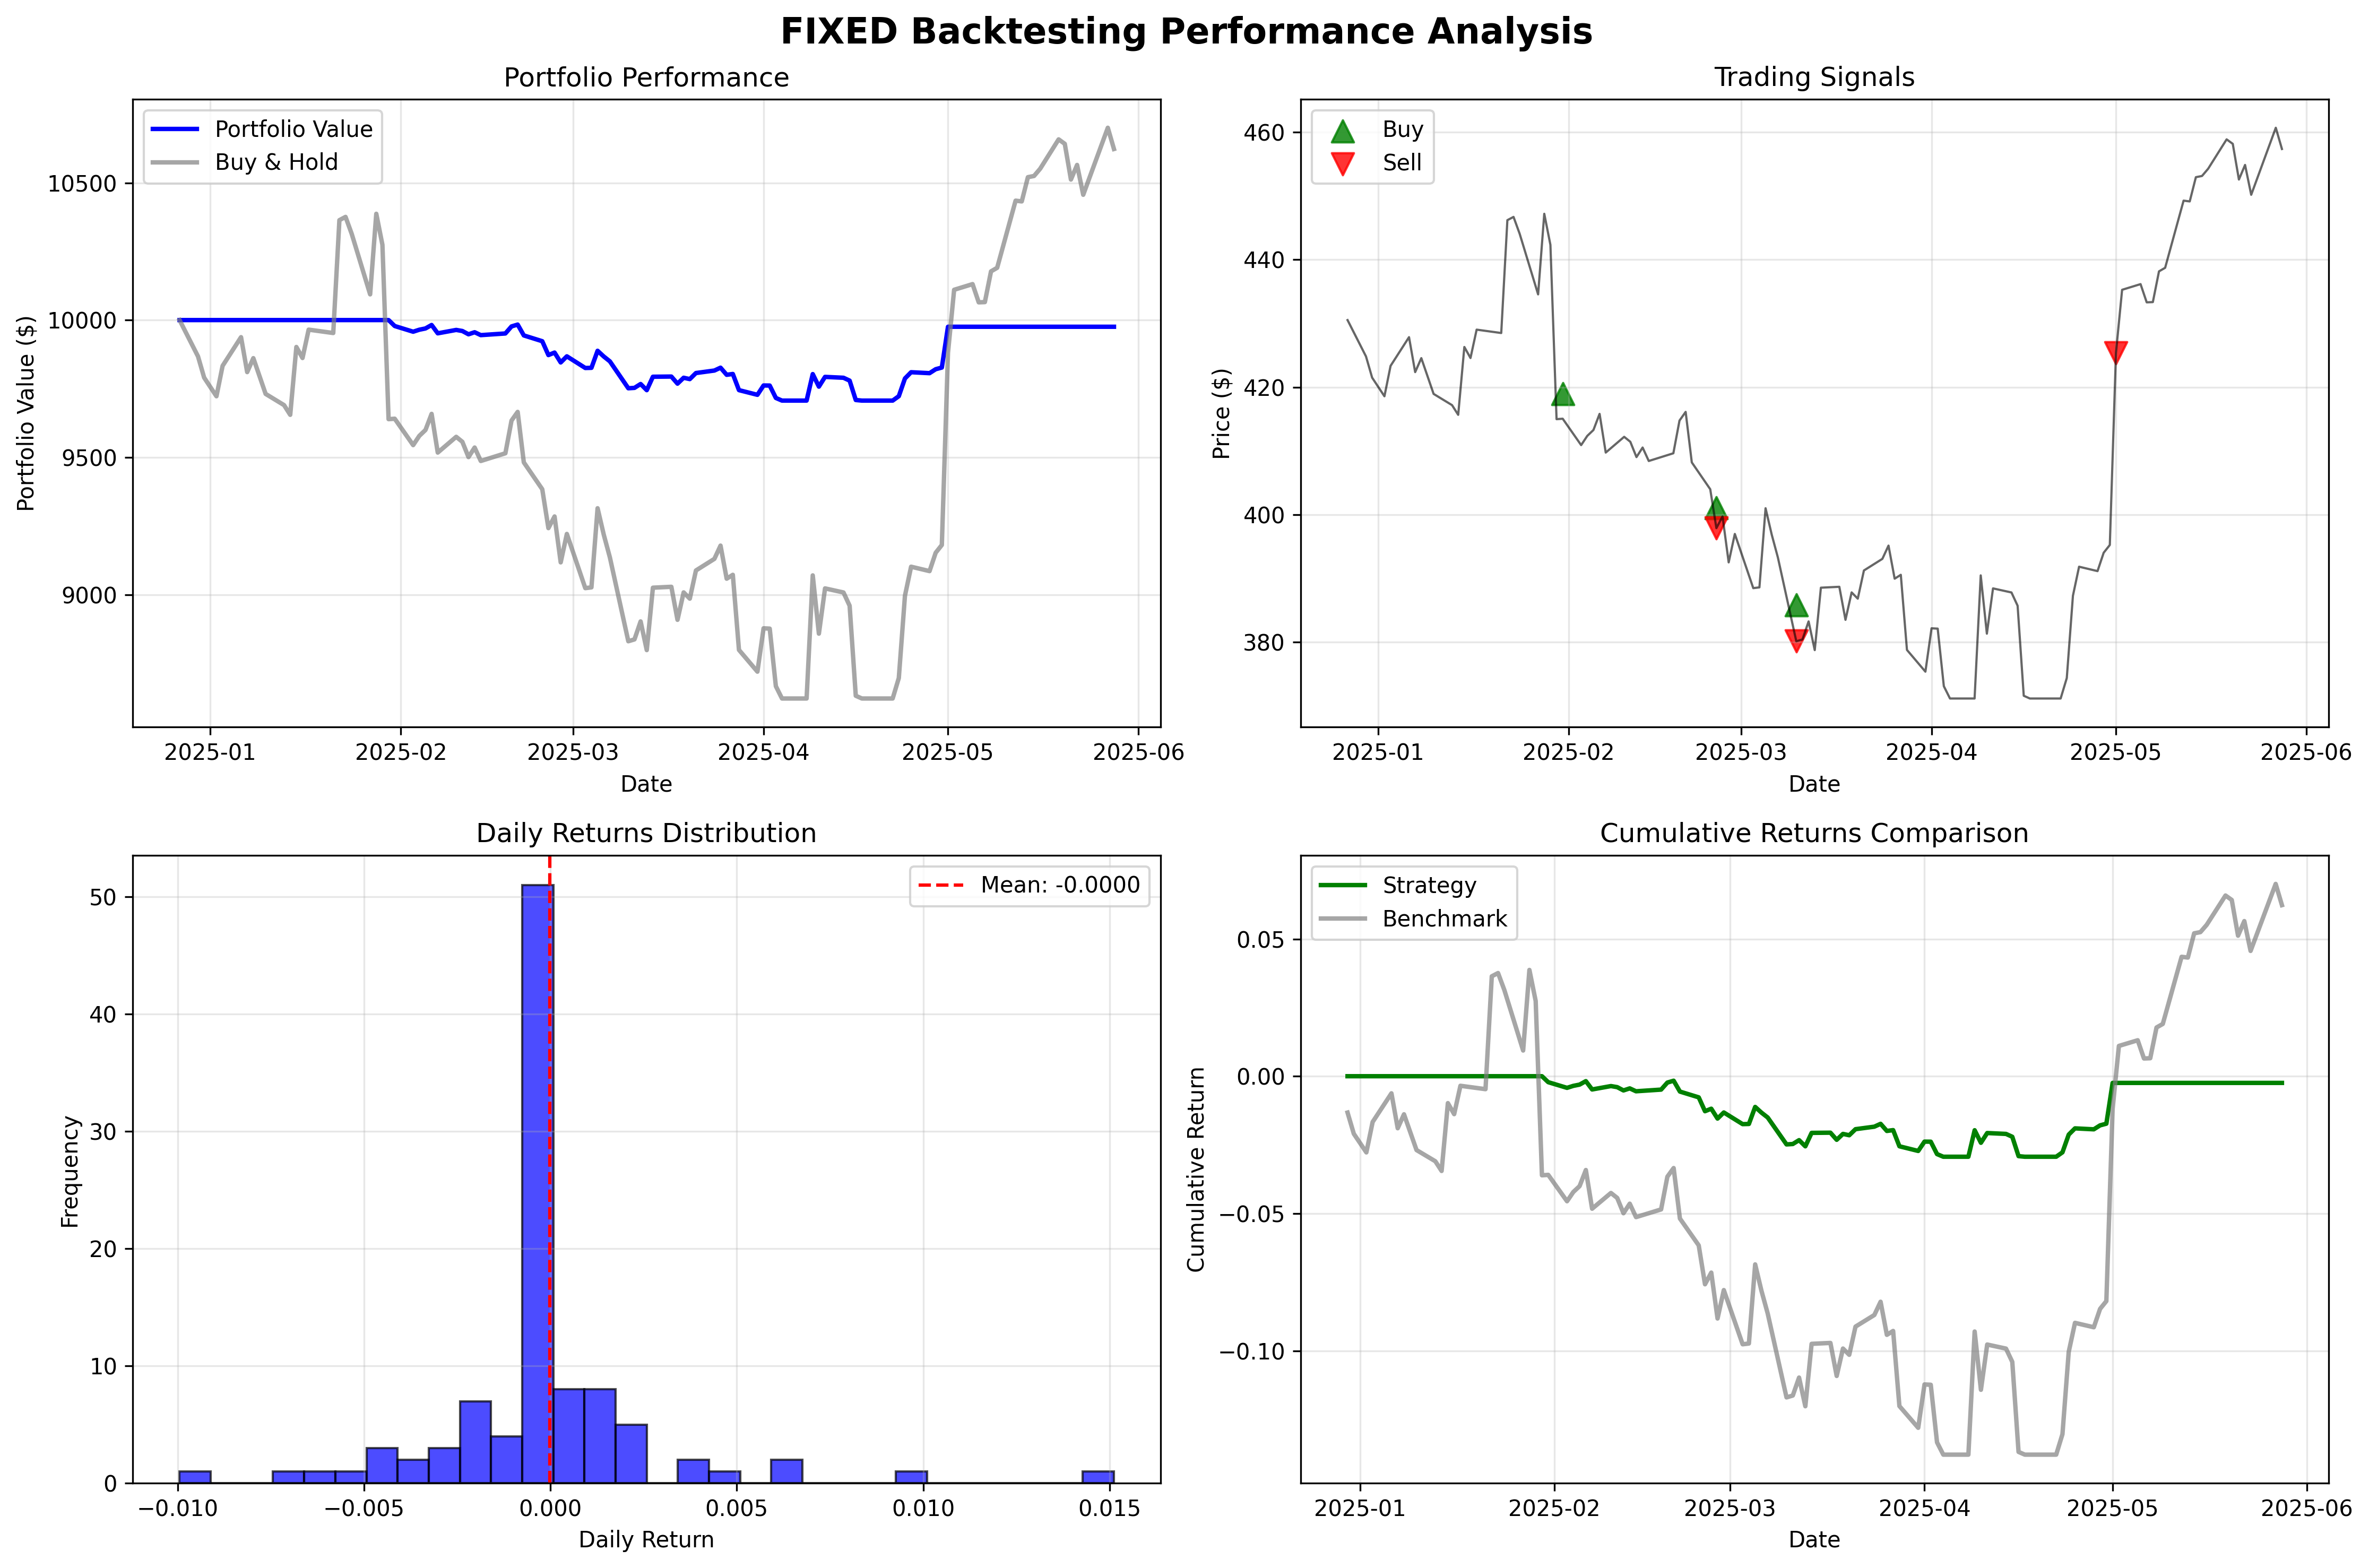 FIXED Backtesting Performance Analysis
Portfolio Performance
Portfolio Value
Buy & Hold
Portfolio Value ($)
10500
10000
9500
9000
2025-01 2025-02 2025-03 2025-04 2025-05 2025-06
Date
Trading Signals
Buy
Sell
Price ($)
460
440
420
400
380
2025-01 2025-02 2025-03 2025-04 2025-05 2025-06
Date
Daily Returns Distribution
Mean: -0.0000
Frequency
50
40
30
20
10
0
−0.010 −0.005 0.000 0.005 0.010 0.015
Daily Return
Cumulative Returns Comparison
Strategy
Benchmark
Cumulative Return
0.05
0.00
−0.05
−0.10
2025-01 2025-02 2025-03 2025-04 2025-05 2025-06
Date